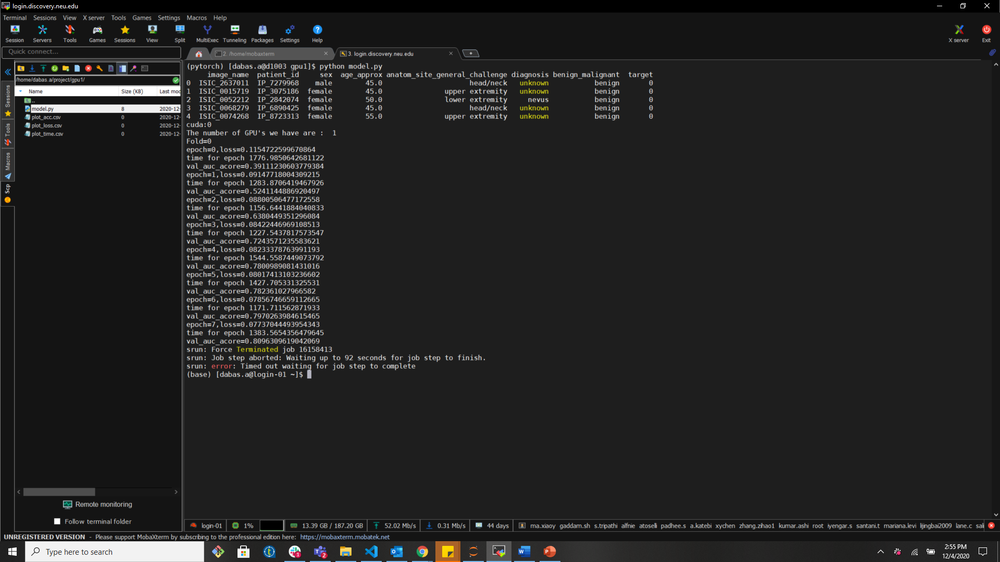 login.discovery.neu.edu
Terminal Sessions View X server Tools Games Settings Macros Help
Session Servers Tools Games Sessions View Split MultiExec Tunneling Packages Settings Help X server Exit
Quick connect...
2. /home/mobaxterm
3. login.discovery.neu.edu
/home/dabas.a/project/gpu1/
Name Size (KB) Last mod
..
model.py 8 2020-12-
plot_acc.csv 0 2020-12-
plot_loss.csv 0 2020-12-
plot_time.csv 0 2020-12-
Sessions
Tools
Macros
Scp
Remote monitoring
Follow terminal folder
(pytorch) [dabas.a@d1003 gpu1]$ python model.py
image_name patient_id sex age_approx anatom_site_general_challenge diagnosis benign_malignant target
0 ISIC_2637011 IP_7279968 male 45.0 head/neck unknown benign 0
1 ISIC_0015719 IP_3075186 female 45.0 upper extremity unknown benign 0
2 ISIC_0052212 IP_2842074 female 50.0 lower extremity nevus benign 0
3 ISIC_0068279 IP_6890425 female 45.0 head/neck unknown benign 0
4 ISIC_0074268 IP_8723313 female 55.0 upper extremity unknown benign 0
cuda:0
The number of GPU's we have are : 1
Fold=0
epoch=0,loss=0.1154722599670864
time for epoch 1776.9850642681122
val_auc_acore=0.39111230603779384
epoch=1,loss=0.09147718004309215
time for epoch 1283.8706419467926
val_auc_acore=0.5241144886920497
epoch=2,loss=0.08800506477172558
time for epoch 1156.6441884040833
val_auc_acore=0.6380449351296084
epoch=3,loss=0.08422446969108513
time for epoch 1227.5437817573547
val_auc_acore=0.7243571235583621
epoch=4,loss=0.08233378763991193
time for epoch 1544.5587449073792
val_auc_acore=0.7800989081431016
epoch=5,loss=0.08017413103236602
time for epoch 1427.705331325531
val_auc_acore=0.782361027966582
epoch=6,loss=0.07856746659112665
time for epoch 1171.711562871933
val_auc_acore=0.7970263984615465
epoch=7,loss=0.07737044493954343
time for epoch 1383.5654356479645
val_auc_acore=0.8096309619042069
srun: Force Terminated job 16158413
srun: Job step aborted: Waiting up to 92 seconds for job step to finish.
srun: error: Timed out waiting for job step to complete
(base) [dabas.a@login-01 ~]$
login-01 1% 13.39 GB / 187.20 GB 52.02 Mb/s 0.31 Mb/s 44 days ma.xiaoy gaddam.sh s.tripathi alfnie atoselli padhee.s a.katebi xychen zhang.zihao1 kumar.ashi root iyengar.s santani.t mariana.levi lijingbai2009 lane.c sali
UNREGISTERED VERSION - Please support MobaXterm by subscribing to the professional edition here: https://mobaxterm.mobatek.net
Type here to search
2:55 PM
12/4/2020